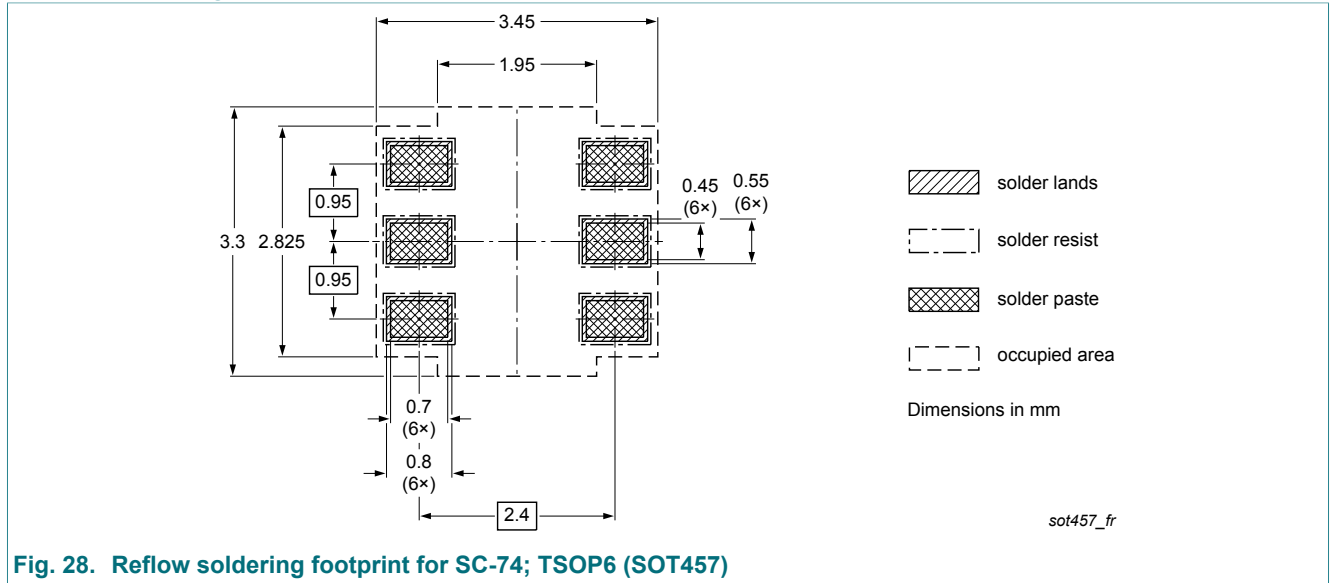 3.45
1.95
0.45 (6×)
0.55 (6×)
0.95
3.3
2.825
0.95
0.7 (6×)
0.8 (6×)
2.4
solder lands
solder resist
solder paste
occupied area
Dimensions in mm
sot457_fr
Fig. 28. Reflow soldering footprint for SC-74; TSOP6 (SOT457)